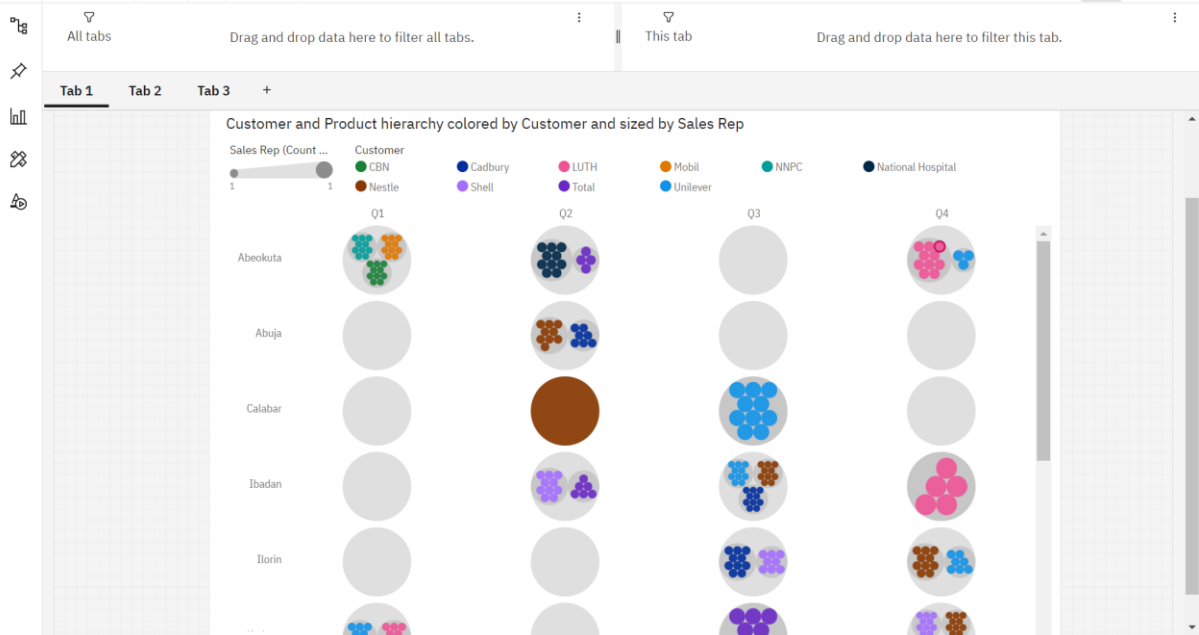 All tabs
Drag and drop data here to filter all tabs.
This tab
Drag and drop data here to filter this tab.
Tab 1 Tab 2 Tab 3 +
Customer and Product hierarchy colored by Customer and sized by Sales Rep
Sales Rep (Count ...
1 1
Customer
CBN Cadbury LUTH Mobil NNPC National Hospital
Nestle Shell Total Unilever
Q1 Q2 Q3 Q4
Abeokuta
Abuja
Calabar
Ibadan
Ilorin